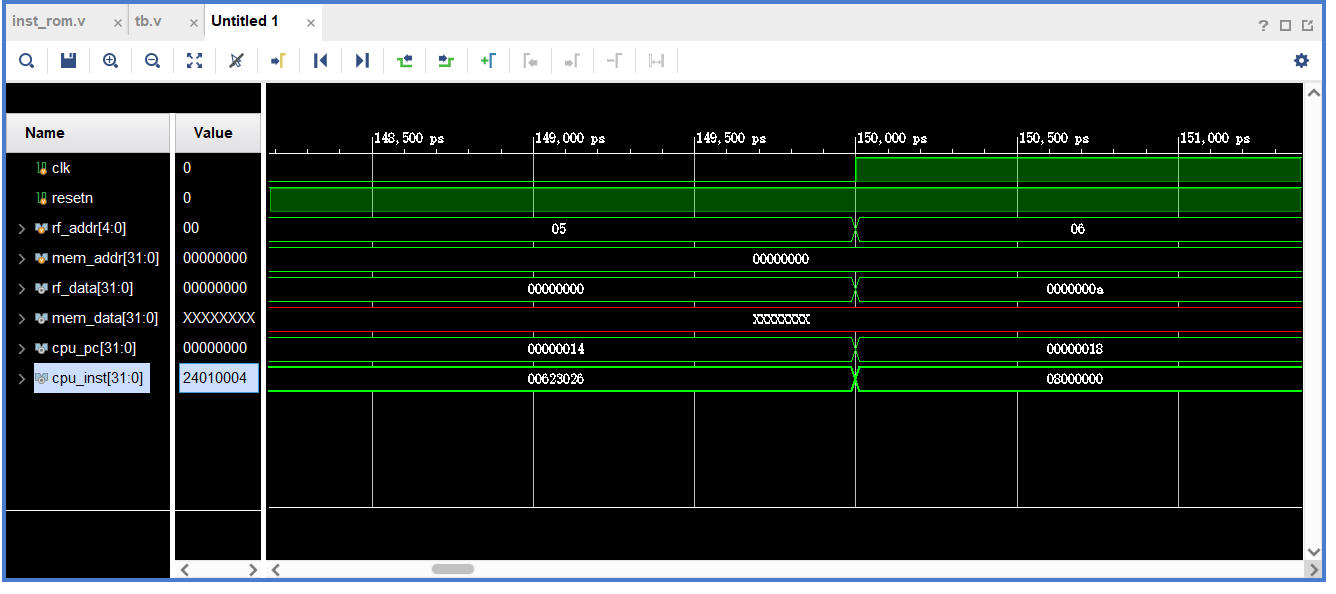 inst_rom.v × tb.v × Untitled 1 ×
?
148,500 ps 149,000 ps 149,500 ps 150,000 ps 150,500 ps 151,000 ps
Name Value
clk 0
resetn 0
rf_addr[4:0] 00 05 06
mem_addr[31:0] 00000000 00000000
rf_data[31:0] 00000000 00000000 0000000a
mem_data[31:0] XXXXXXXX XXXXXXXX
cpu_pc[31:0] 00000000 00000014 00000018
cpu_inst[31:0] 24010004 00623026 08000000